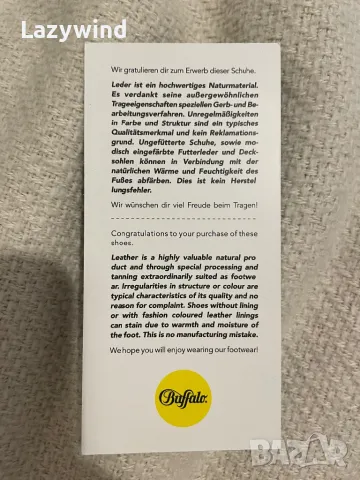 Lazywind
Wir gratulieren dir zum Erwerb dieser Schuhe.
Leder ist ein hochwertiges Naturmaterial.
Es verdankt seine außergewöhnlichen
Trageeigenschaften speziellen Gerb- und Be-
arbeitungsverfahren. Unregelmäßigkeiten
in Farbe und Struktur sind ein typisches
Qualitätsmerkmal und kein Reklamations-
grund. Ungefütterte Schuhe, sowie mo-
disch eingefärbte Futterleder und Deck-
sohlen können in Verbindung mit der
natürlichen Wärme und Feuchtigkeit des
Fußes abfärben. Dies ist kein Herstel
lungsfehler.
Wir wünschen dir viel Freude beim Tragen!
Congratulations to your purchase of these
shoes.
Leather is a highly valuable natural pro
duct and through special processing and
tanning extraordinarily suited as footwe
ar. Irregularities in structure or colour are
typical characteristics of its quality and no
reason for complaint. Shoes without lining
or with fashion coloured leather linings
can stain due to warmth and moisture of
the foot. This is no manufacturing mistake.
We hope you will enjoy wearing our footwear!
Buffalo
BAZAR